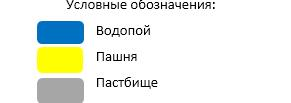 Условные обозначения:
Водопой
Пашня
Пастбище